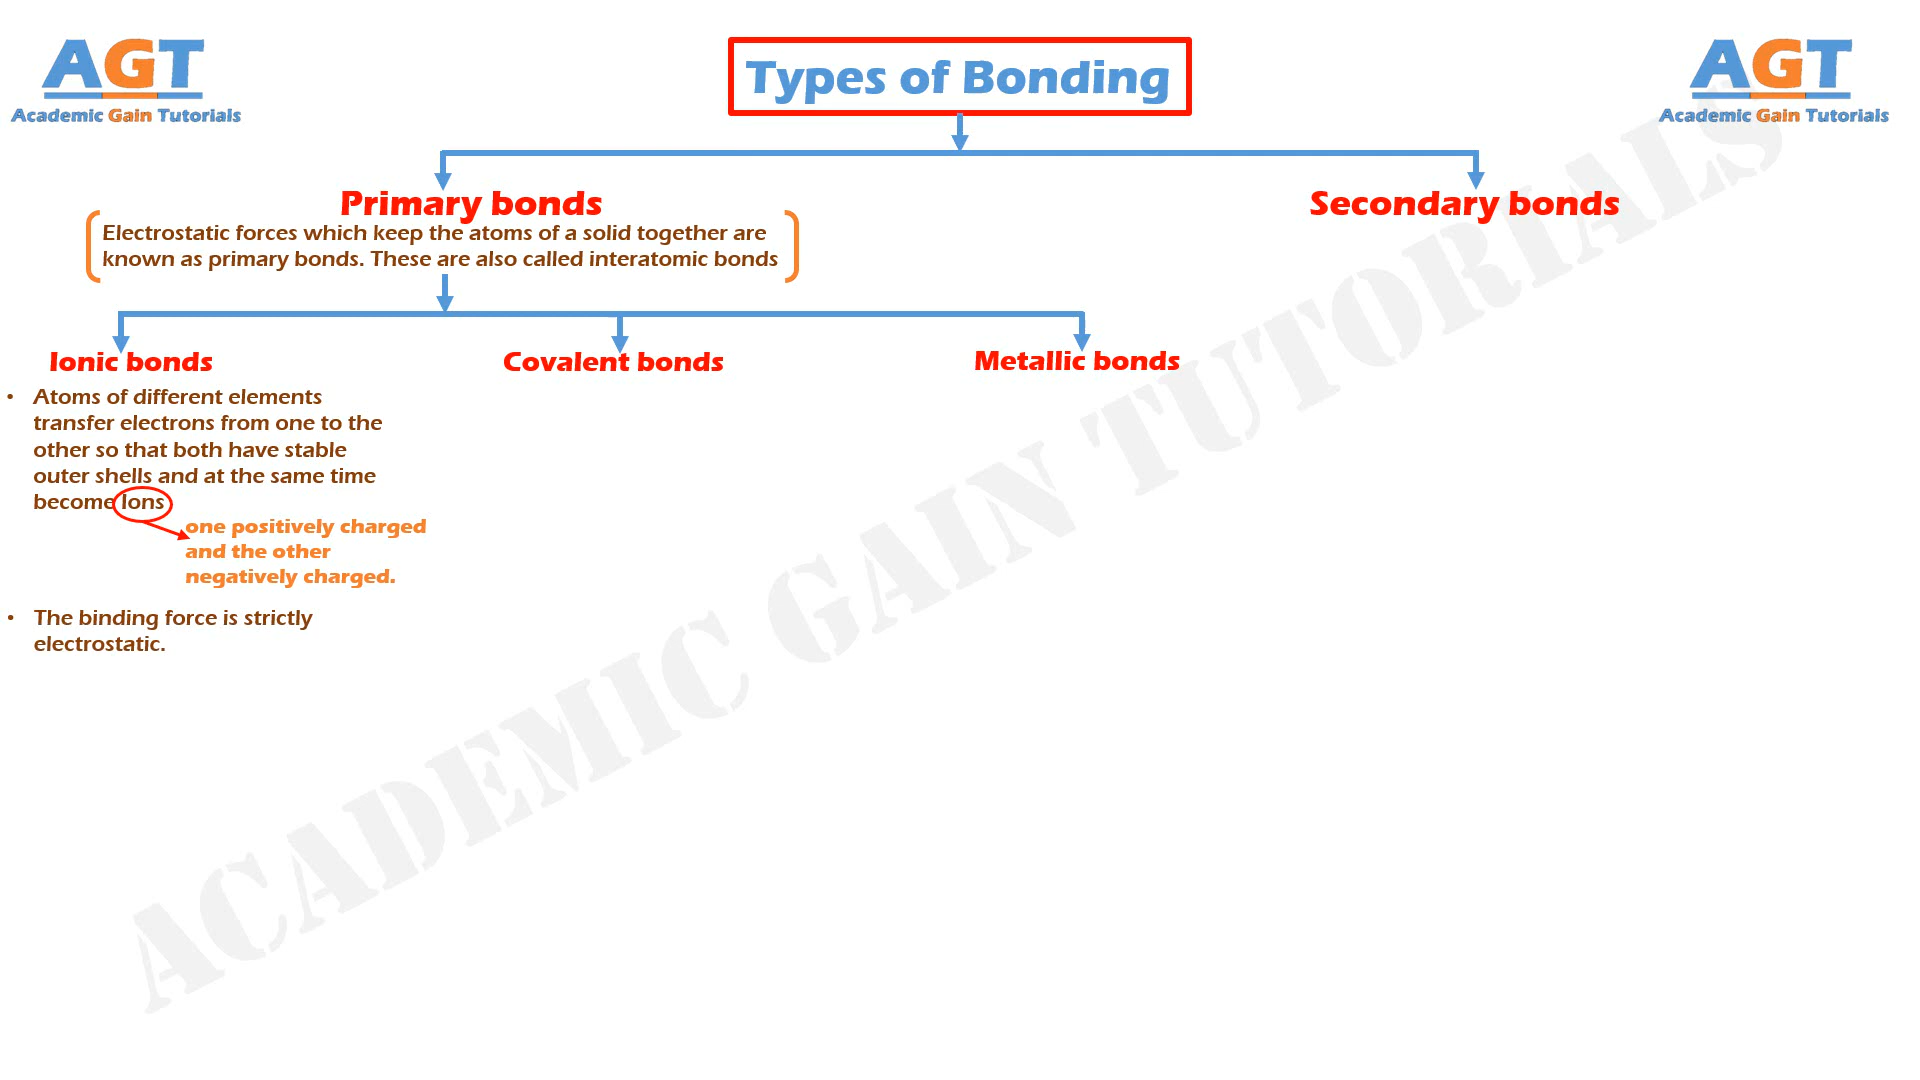 AGT
Academic Gain Tutorials
Types of Bonding
AGT
Academic Gain Tutorials
Primary bonds
Secondary bonds
Electrostatic forces which keep the atoms of a solid together are
known as primary bonds. These are also called interatomic bonds
Ionic bonds
Covalent bonds
Metallic bonds
• Atoms of different elements
transfer electrons from one to the
other so that both have stable
outer shells and at the same time
become Ions
one positively charged
and the other
negatively charged.
• The binding force is strictly
electrostatic.
ACADEMIC GAIN TUTORIALS